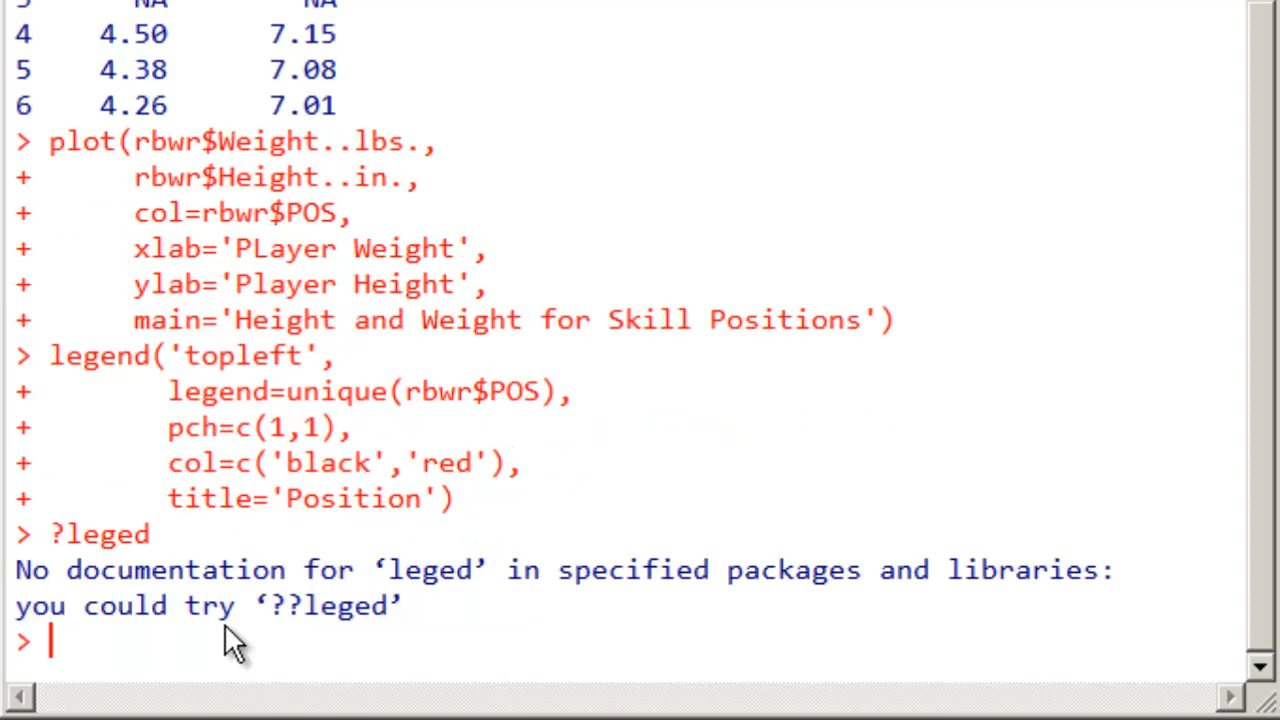 3 NA NA
4 4.50 7.15
5 4.38 7.08
6 4.26 7.01
> plot(rbwr$Weight..lbs.,
+ rbwr$Height..in.,
+ col=rbwr$POS,
+ xlab='PLayer Weight',
+ ylab='Player Height',
+ main='Height and Weight for Skill Positions')
> legend('topleft',
+ legend=unique(rbwr$POS),
+ pch=c(1,1),
+ col=c('black','red'),
+ title='Position')
> ?leged
No documentation for ‘leged’ in specified packages and libraries:
you could try ‘??leged’
>